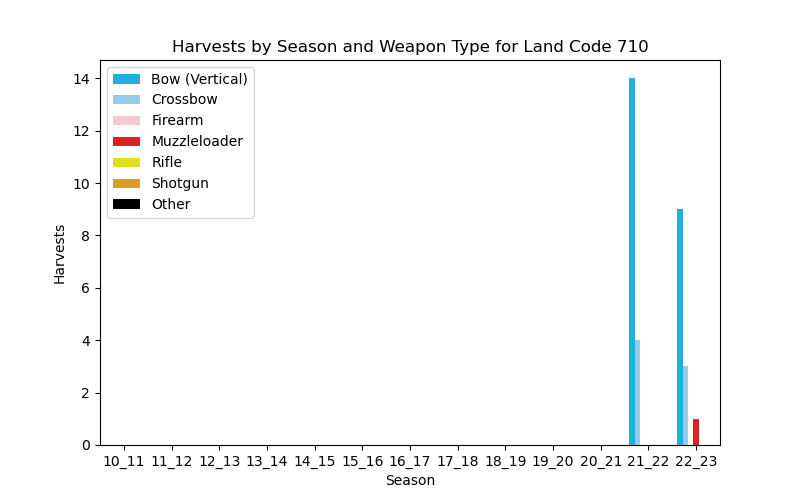 Harvests by Season and Weapon Type for Land Code 710
14
12
10
8
6
4
2
0
Harvests
Bow (Vertical)
Crossbow
Firearm
Muzzleloader
Rifle
Shotgun
Other
10_11 11_12 12_13 13_14 14_15 15_16 16_17 17_18 18_19 19_20 20_21 21_22 22_23
Season